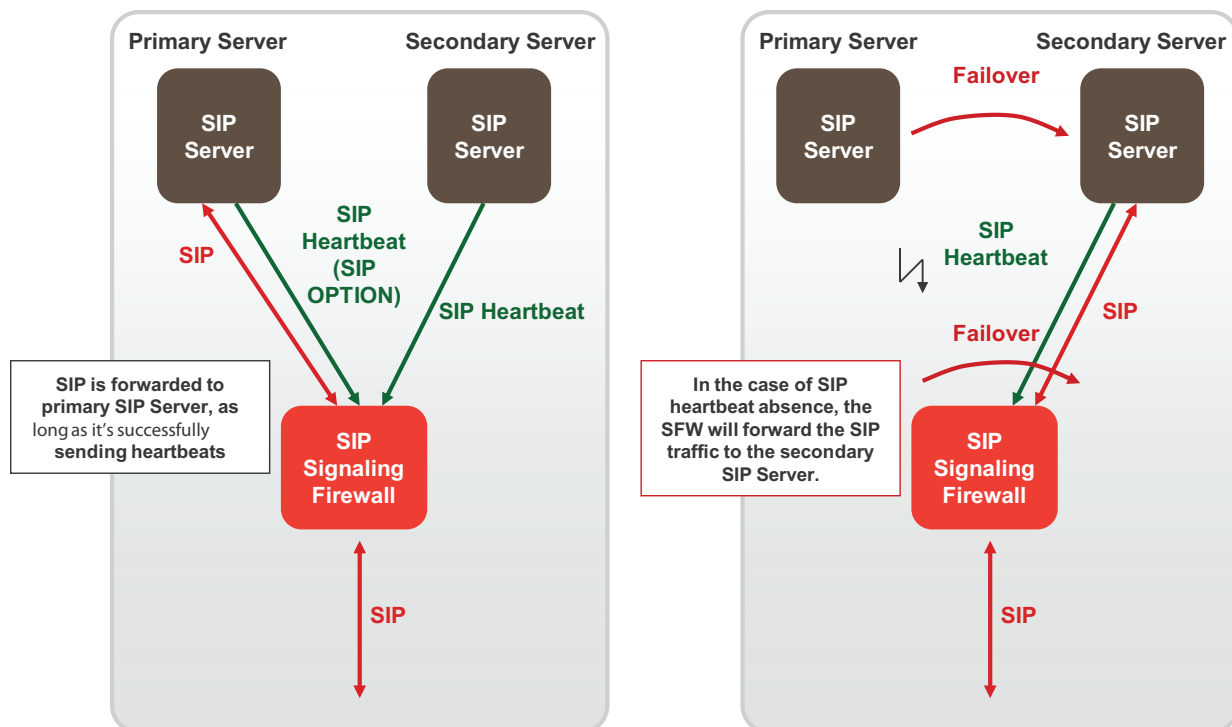 Primary Server
Secondary Server
SIP
Server
SIP
Server
SIP
SIP
Heartbeat
(SIP
OPTION)
SIP Heartbeat
SIP is forwarded to
primary SIP Server, as
long as it's successfully
sending heartbeats
SIP
Signaling
Firewall
SIP
Primary Server
Secondary Server
Failover
SIP
Server
SIP
Server
SIP
Heartbeat
SIP
Failover
In the case of SIP
heartbeat absence, the
SFW will forward the SIP
traffic to the secondary
SIP Server.
SIP
Signaling
Firewall
SIP